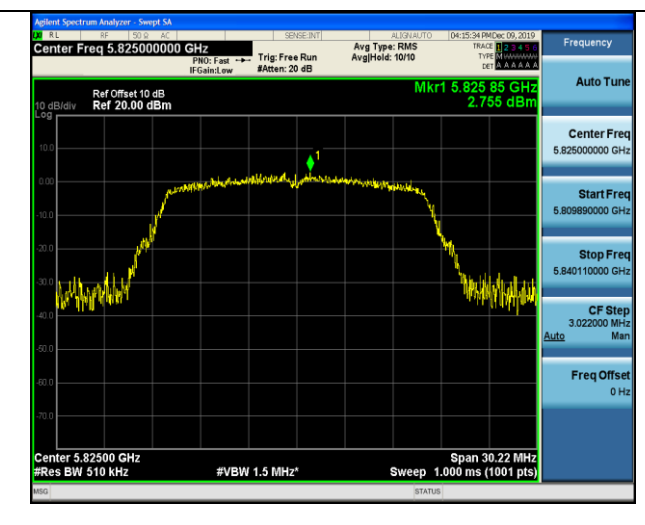 Agilent Spectrum Analyzer - Swept SA
RL RF 50 Ω AC SENSE:INT ALIGNAUTO 04:15:34 PMDec 09, 2019
Center Freq 5.825000000 GHz
PNO: Fast
IFGain:Low
Trig: Free Run
#Atten: 20 dB
Avg Type: RMS
Avg|Hold: 10/10
TRACE 1 2 3 4 5 6
TYPE M
DET A A A A A A
Ref Offset 10 dB
10 dB/div Ref 20.00 dBm
Log
Mkr1 5.825 85 GHz
2.755 dBm
1
10.0
0.00
-10.0
-20.0
-30.0
-40.0
-50.0
-60.0
-70.0
Center 5.82500 GHz Span 30.22 MHz
#Res BW 510 kHz #VBW 1.5 MHz* Sweep 1.000 ms (1001 pts)
MSG STATUS
Frequency
Auto Tune
Center Freq
5.825000000 GHz
Start Freq
5.809890000 GHz
Stop Freq
5.840110000 GHz
CF Step
3.022000 MHz
Auto Man
Freq Offset
0 Hz